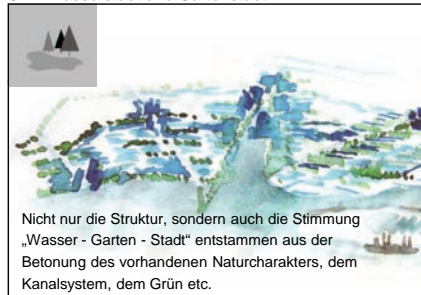 Nicht nur die Struktur, sondern auch die Stimmung
„Wasser - Garten - Stadt“ entstammen aus der
Betonung des vorhandenen Naturcharakters, dem
Kanalsystem, dem Grün etc.